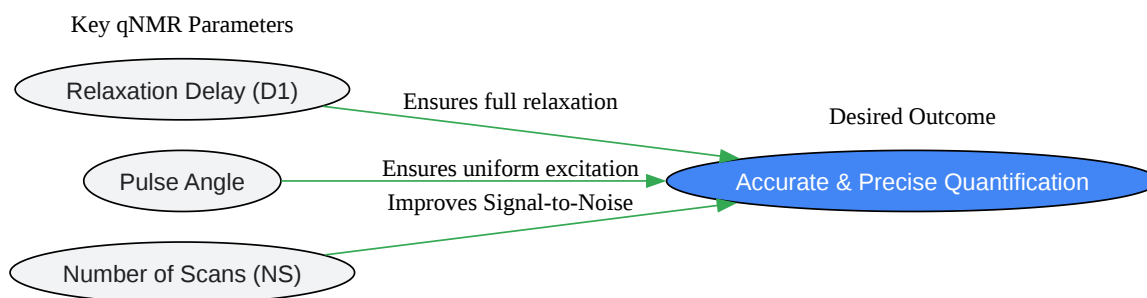 Key qNMR Parameters
Relaxation Delay (D1)
Ensures full relaxation
Desired Outcome
Pulse Angle
Ensures uniform excitation
Accurate & Precise Quantification
Improves Signal-to-Noise
Number of Scans (NS)